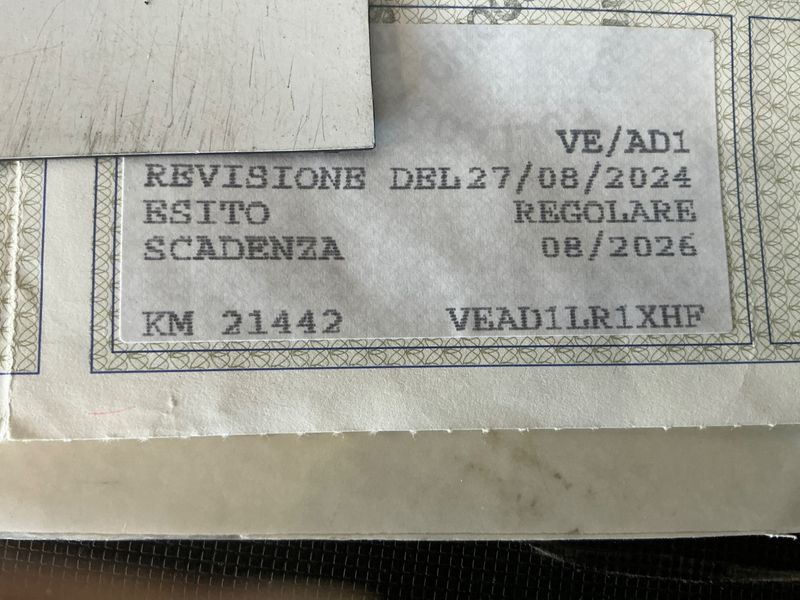 VE/AD1
REVISIONE DEL27/08/2024
ESITO REGOLARE
SCADENZA 08/2026
KM 21442 VEAD1LR1XHF